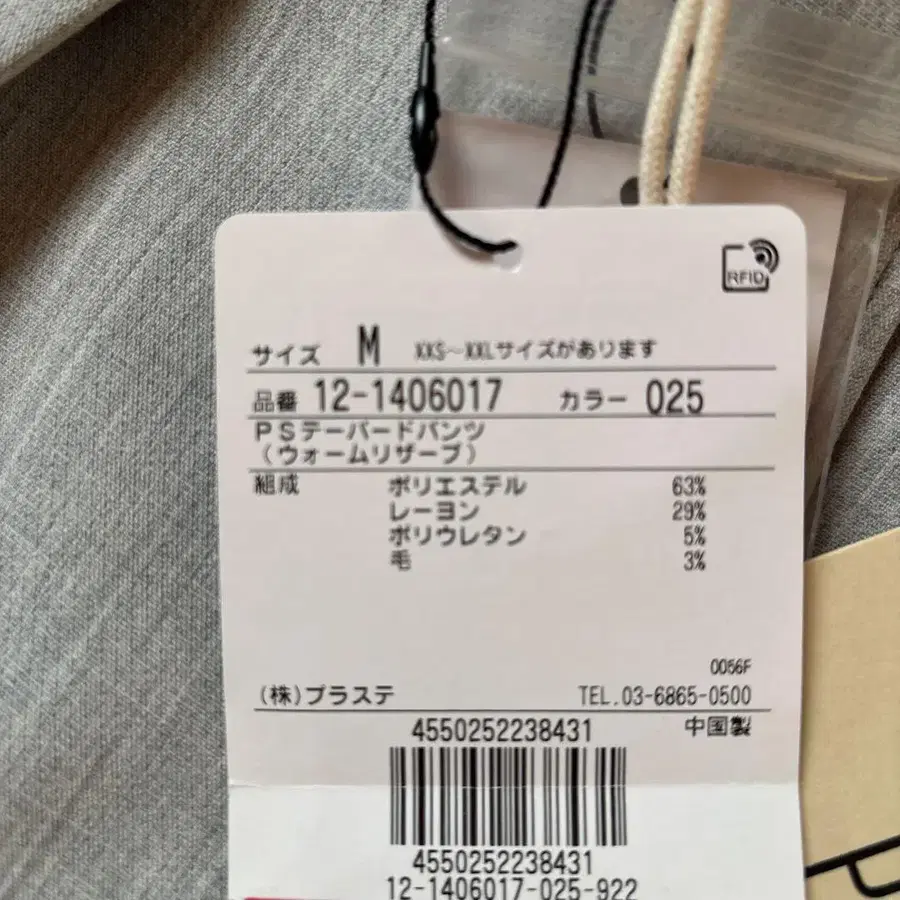 RFID
サイズ M XXS～XXLサイズがあります
品番 12-1406017 カラー 025
PSテーパードパンツ
(ウォームリザーブ)
組成 ポリエステル 63%
レーヨン 29%
ポリウレタン 5%
毛 3%
0056F
(株)プラステ TEL.03-6865-0500
4550252238431 中国製
4550252238431
12-1406017-025-922